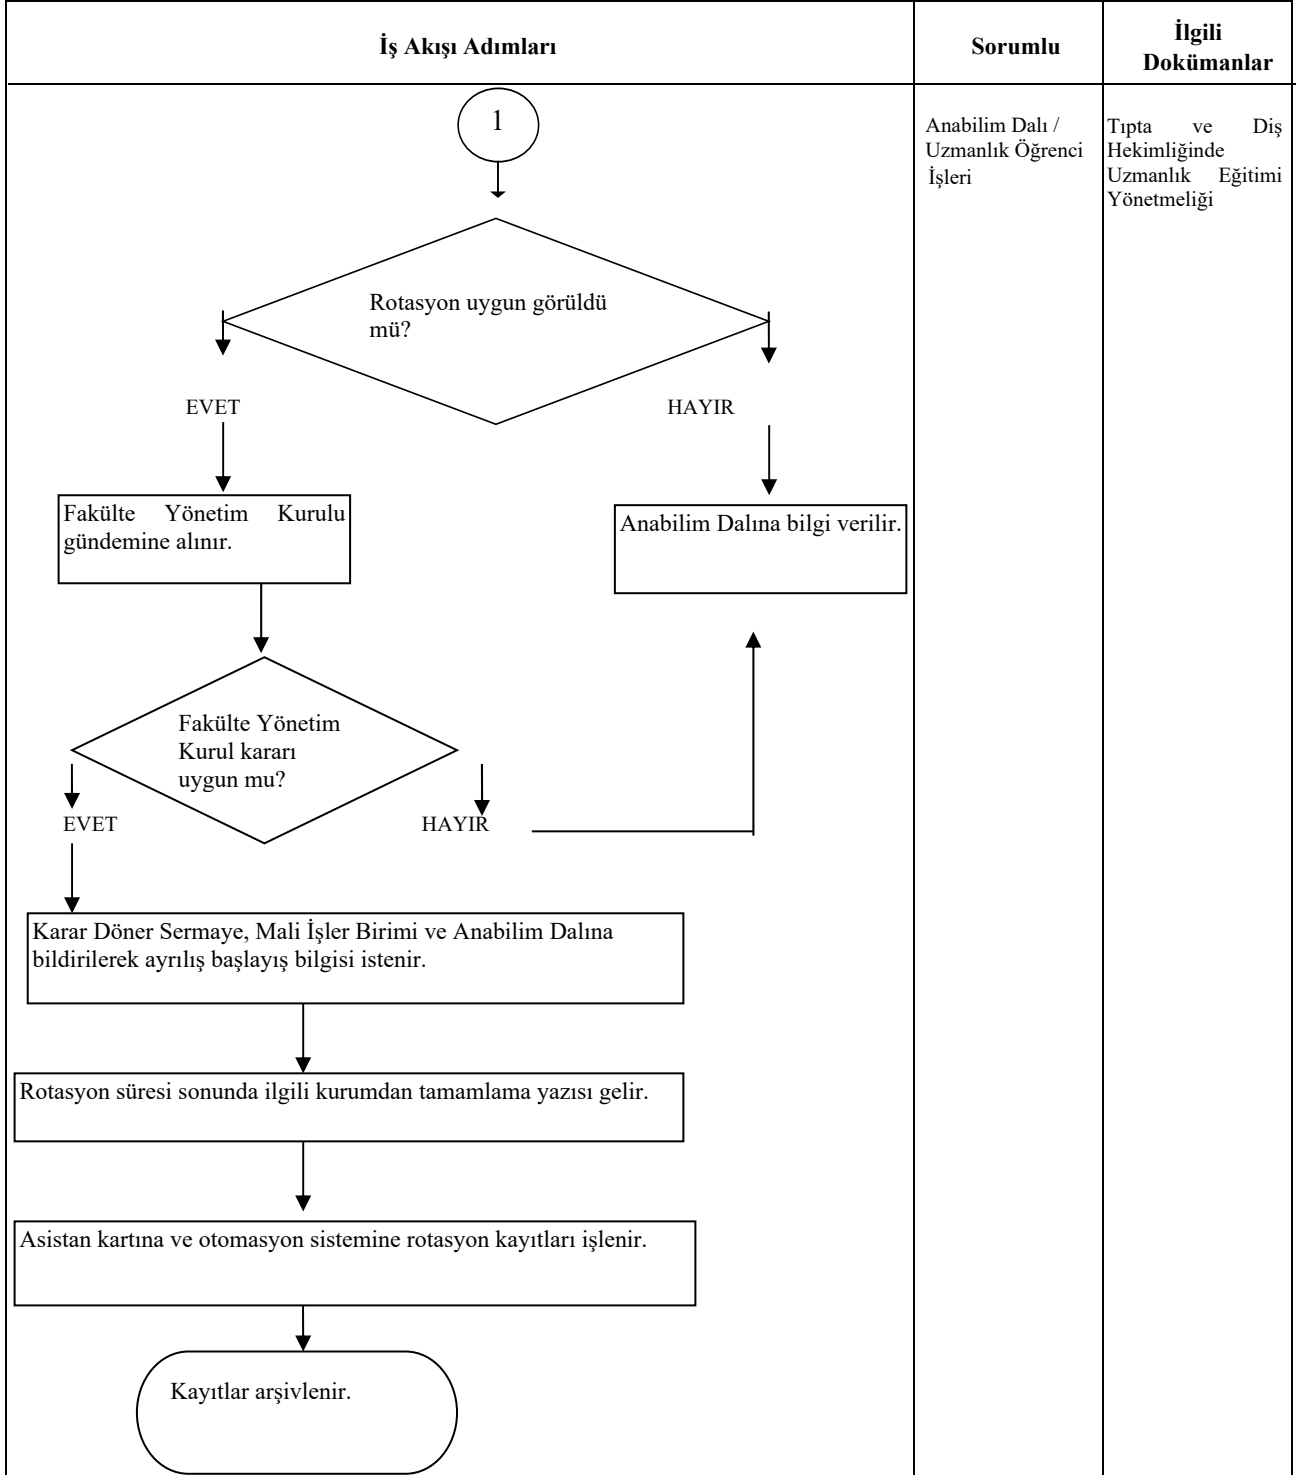 İş Akışı Adımları
Sorumlu
İlgili
Dokümanlar
1
Anabilim Dalı /
Uzmanlık Öğrenci
İşleri
Tıpta ve Diş
Hekimliğinde
Uzmanlık Eğitimi
Yönetmeliği
Rotasyon uygun görüldü
mü?
EVET
HAYIR
Fakülte Yönetim Kurulu
gündemine alınır.
Anabilim Dalına bilgi verilir.
Fakülte Yönetim
Kurul kararı
uygun mu?
EVET
HAYIR
Karar Döner Sermaye, Mali İşler Birimi ve Anabilim Dalına
bildirilerek ayrılış başlayış bilgisi istenir.
Rotasyon süresi sonunda ilgili kurumdan tamamlama yazısı gelir.
Asistan kartına ve otomasyon sistemine rotasyon kayıtları işlenir.
Kayıtlar arşivlenir.